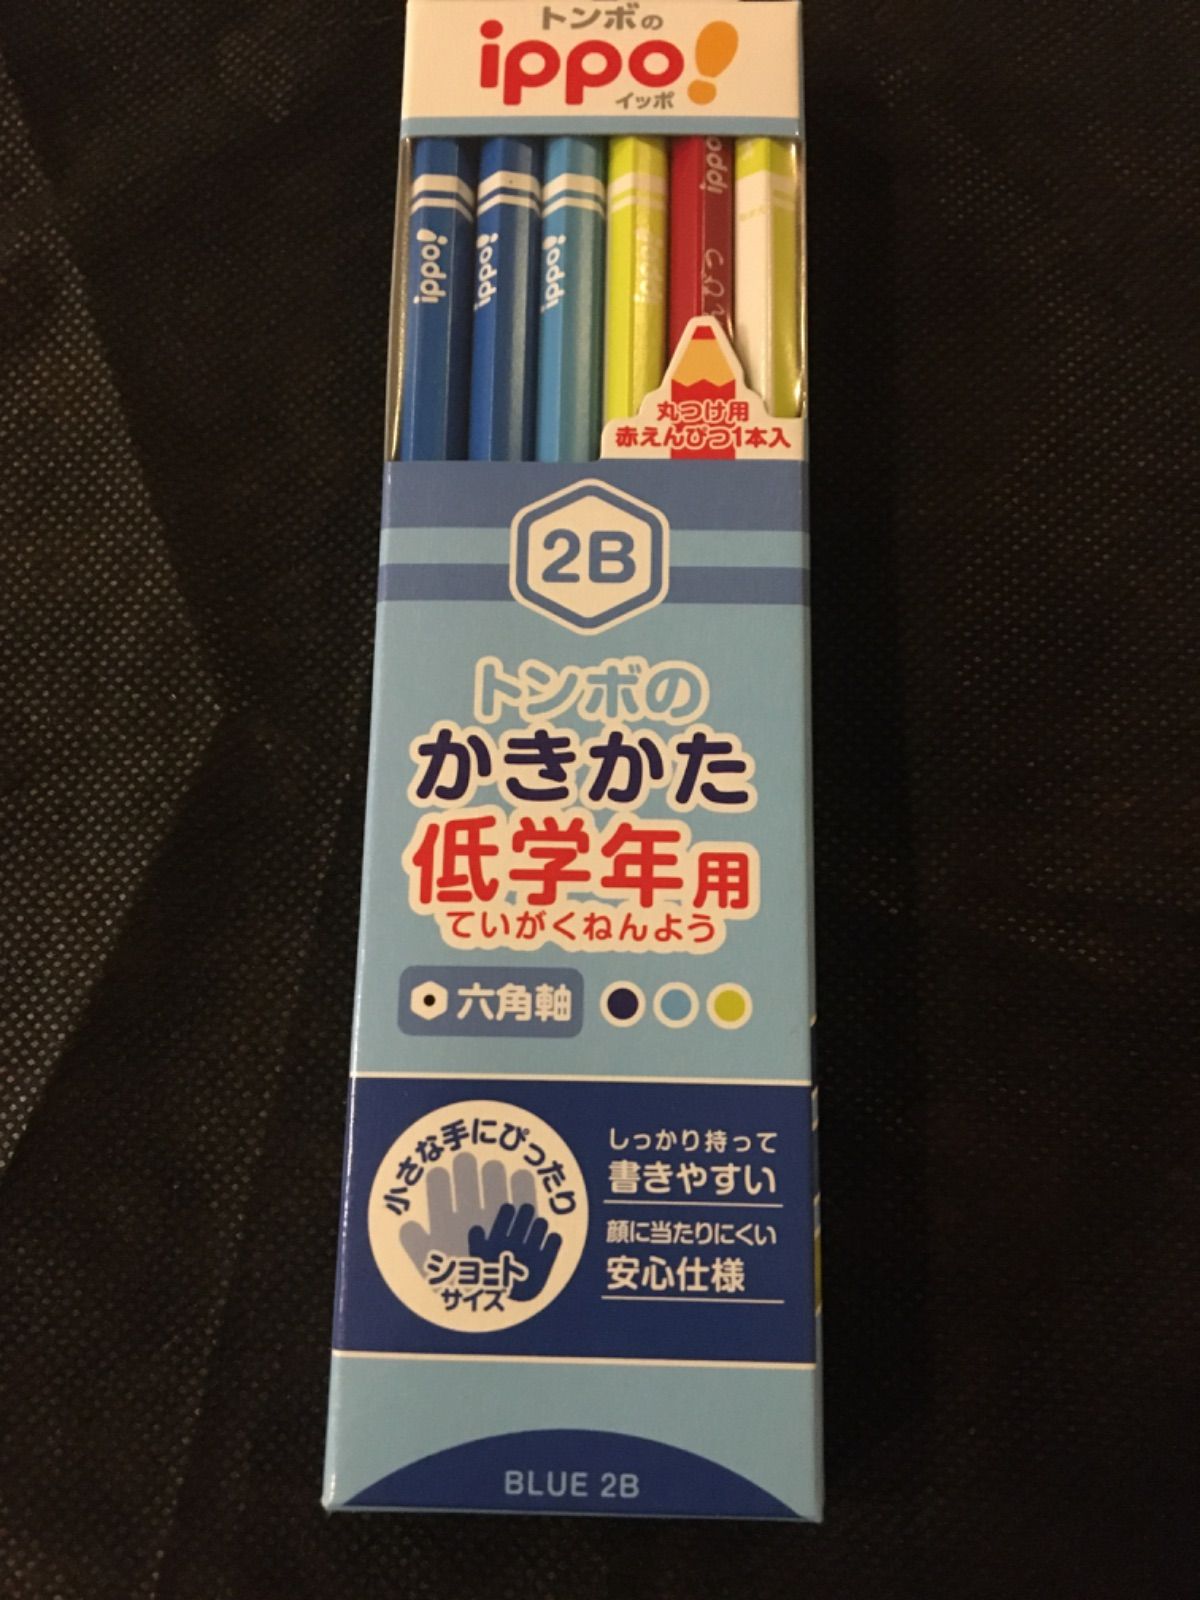 トンボの
ippo!
イッポ
ippo!
ippo!
ippo!
ippo!
ippo!
丸つけ用
赤えんぴつ1本入
2B
トンボの
かきかた
低学年用
ていがくねんよう
六角軸
小さな手にぴったり
ショート
サイズ
しっかり持って
書きやすい
顔に当たりにくい
安心仕様
BLUE 2B